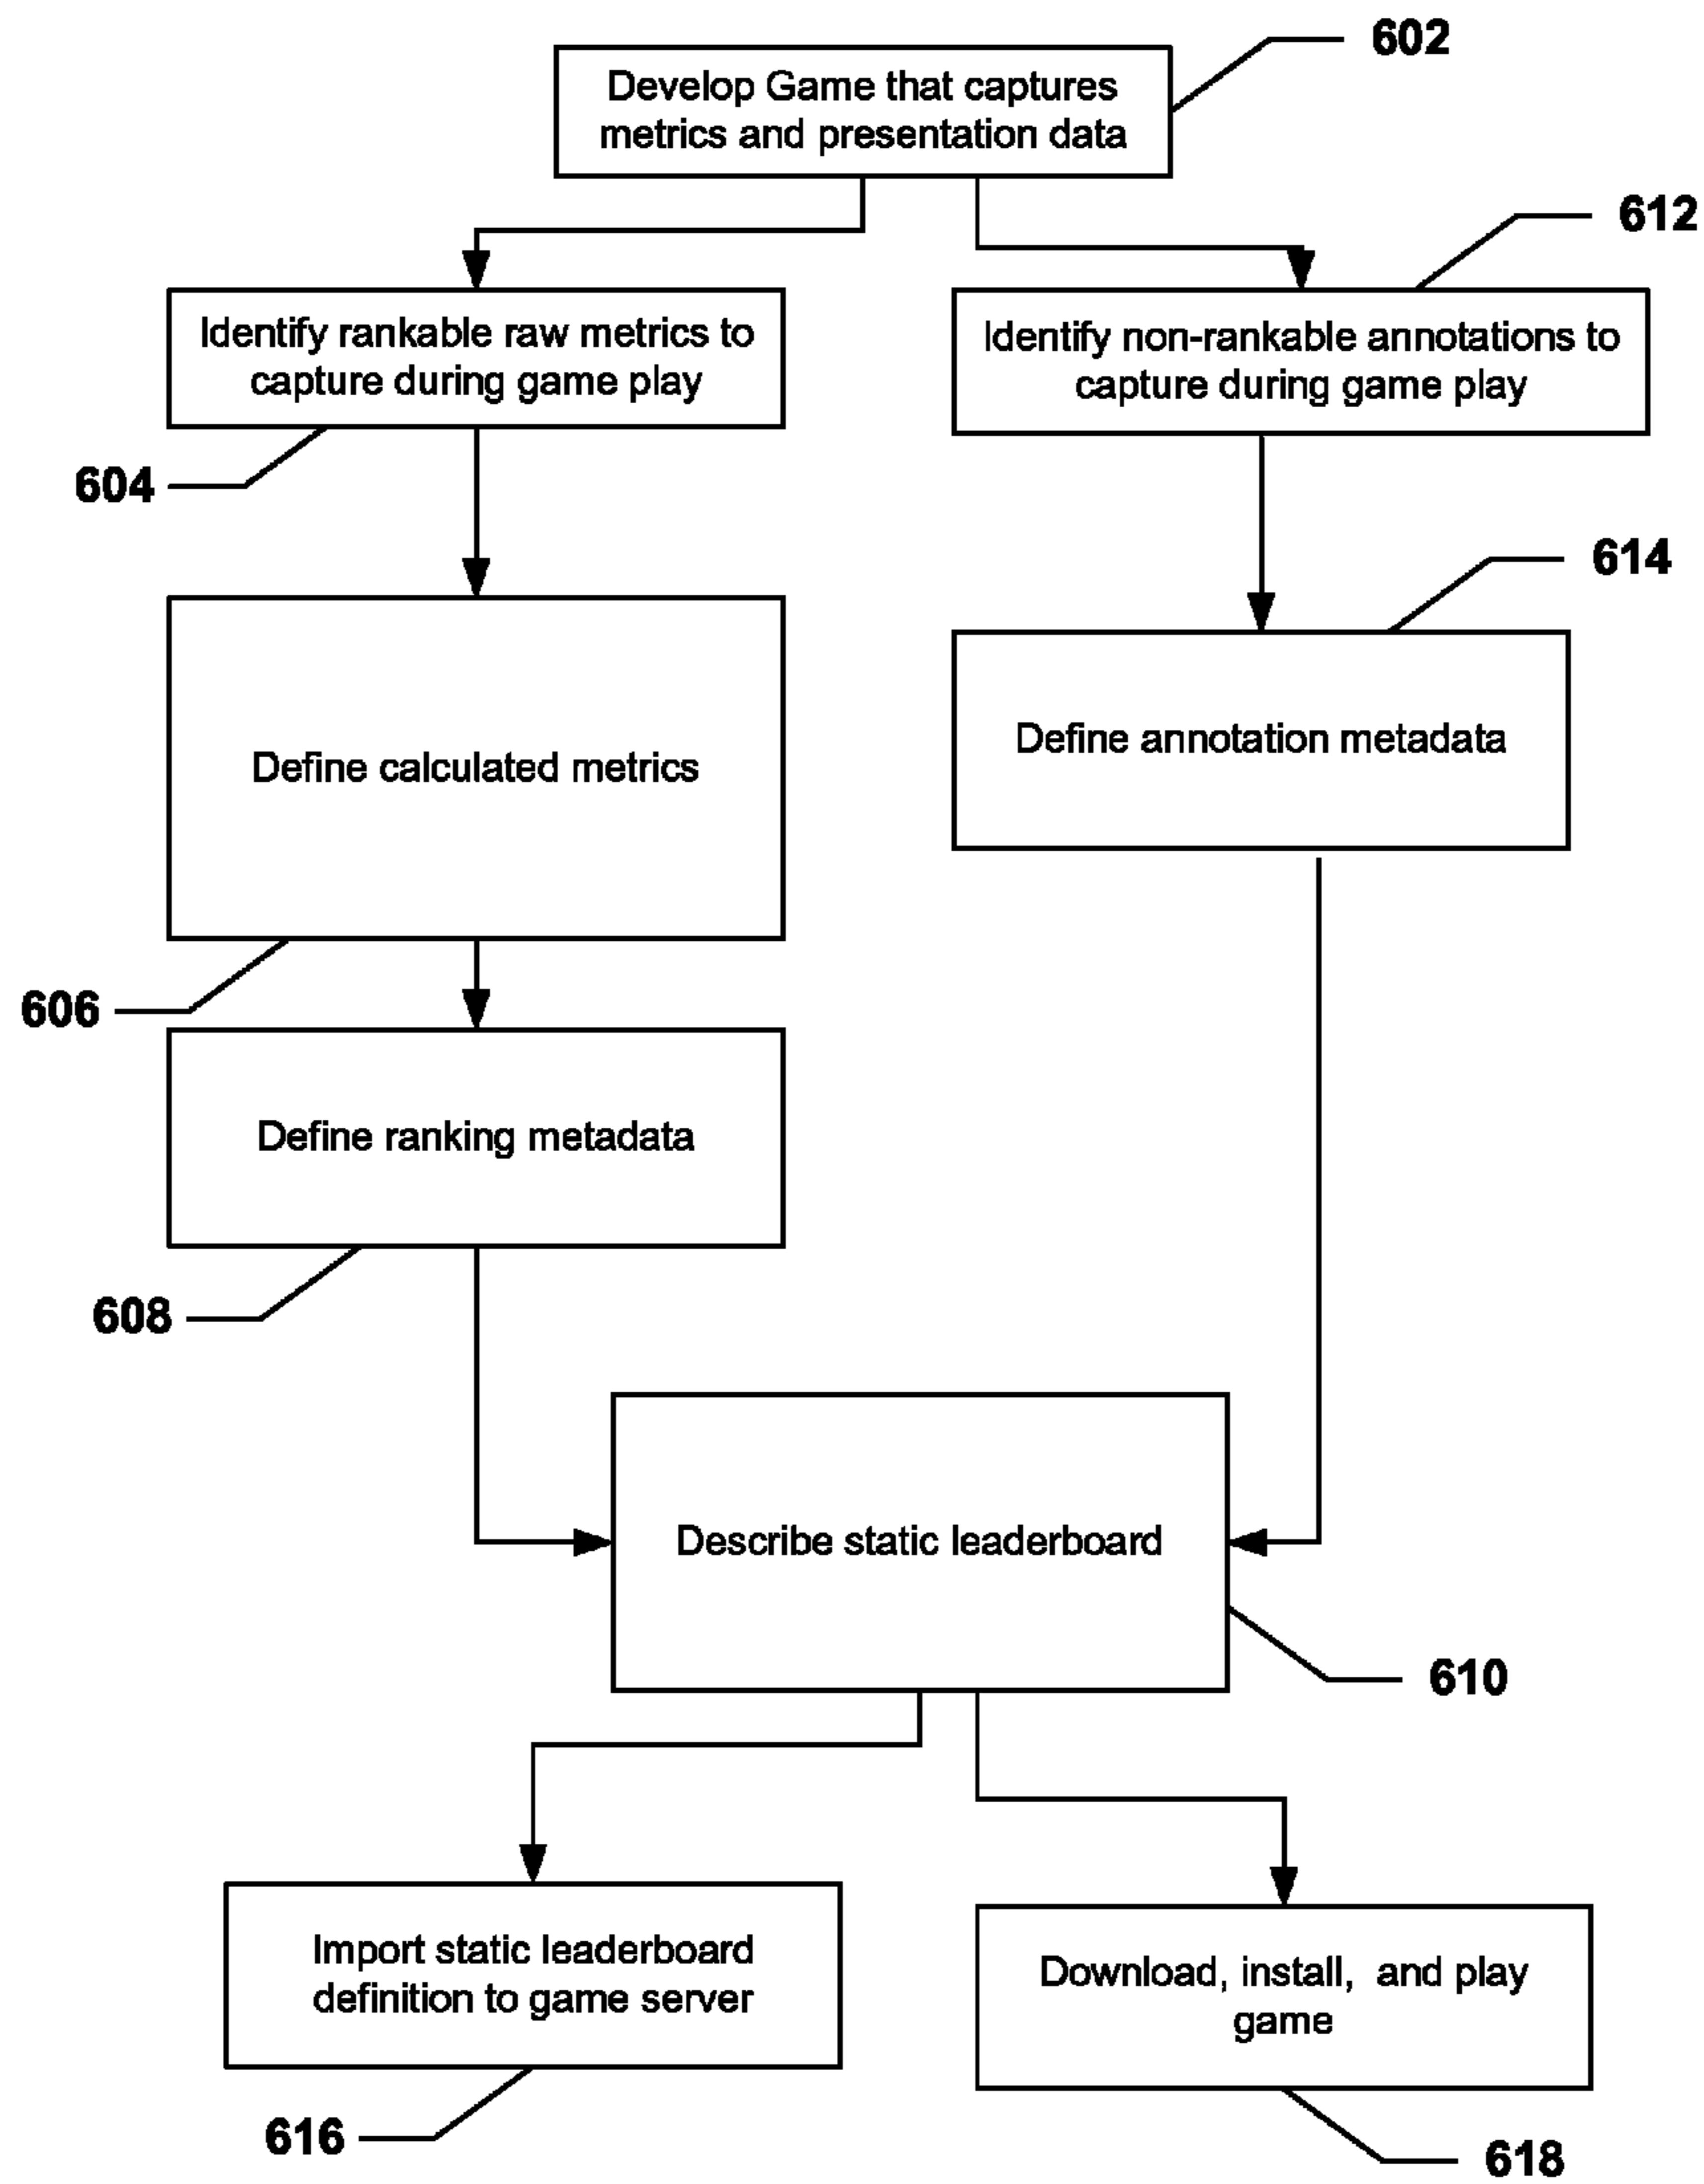 602
Develop Game that captures
metrics and presentation data
612
Identify rankable raw metrics to
capture during game play
Identify non-rankable annotations to
capture during game play
604
614
Define calculated metrics
Define annotation metadata
606
Define ranking metadata
608
Describe static leaderboard
610
Import static leaderboard
definition to game server
Download, install, and play
game
616
618